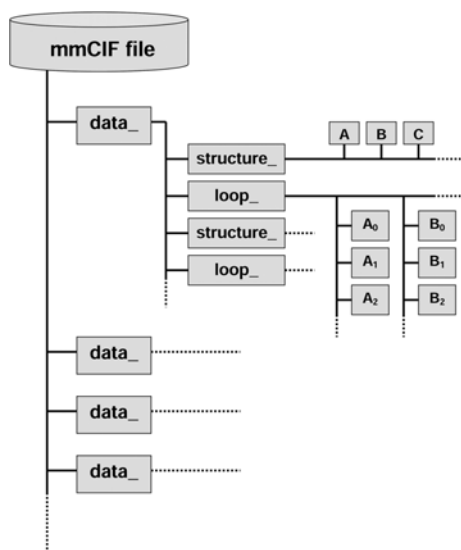 mmCIF file
data_
A B C
structure_
loop_
A₀ B₀
structure_
A₁ B₁
loop_
A₂ B₂
data_
data_
data_